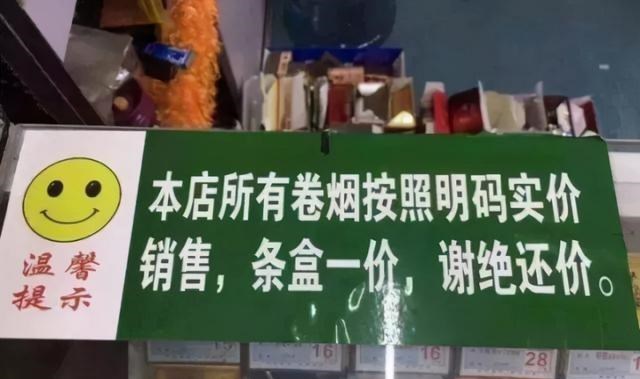 温馨
提示
本店所有卷烟按照明码实价
销售，条盒一价，谢绝还价。
16
16
28